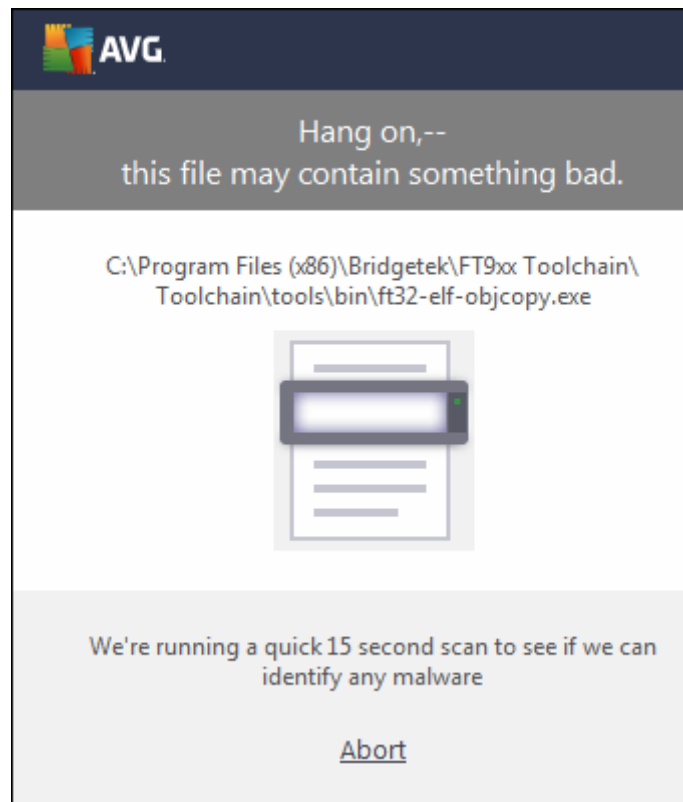 AVG.
Hang on,--
this file may contain something bad.
C:\Program Files (x86)\Bridgetek\FT9xx Toolchain\
Toolchain\tools\bin\ft32-elf-objcopy.exe
We're running a quick 15 second scan to see if we can
identify any malware
Abort